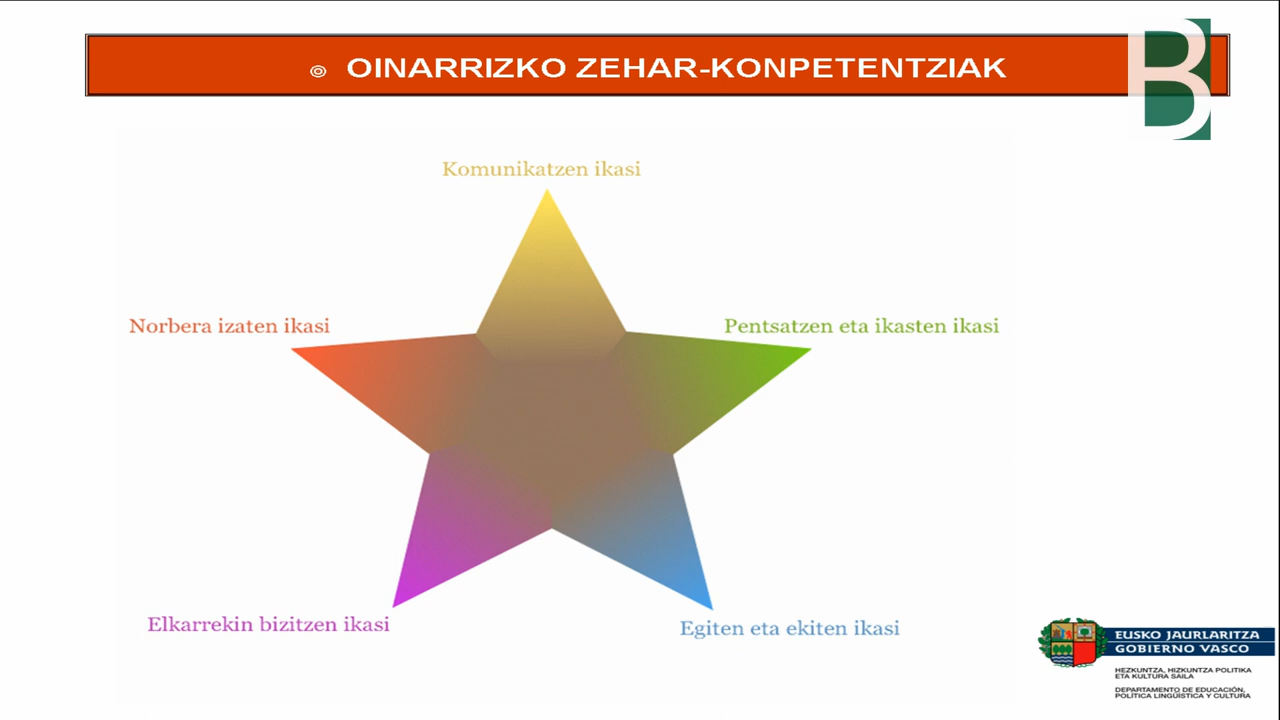 OINARRIZKO ZEHAR-KONPETENTZIAK
B
Komunikatzen ikasi
Norbera izaten ikasi
Pentsatzen eta ikasten ikasi
Elkarrekin bizitzen ikasi
Egiten eta ekiten ikasi
EUSKO JAURLARITZA
GOBIERNO VASCO
HEZKUNTZA, HIZKUNTZA POLITIKA
ETA KULTURA SAILA
DEPARTAMENTO DE EDUCACIÓN,
POLÍTICA LINGÜÍSTICA Y CULTURA